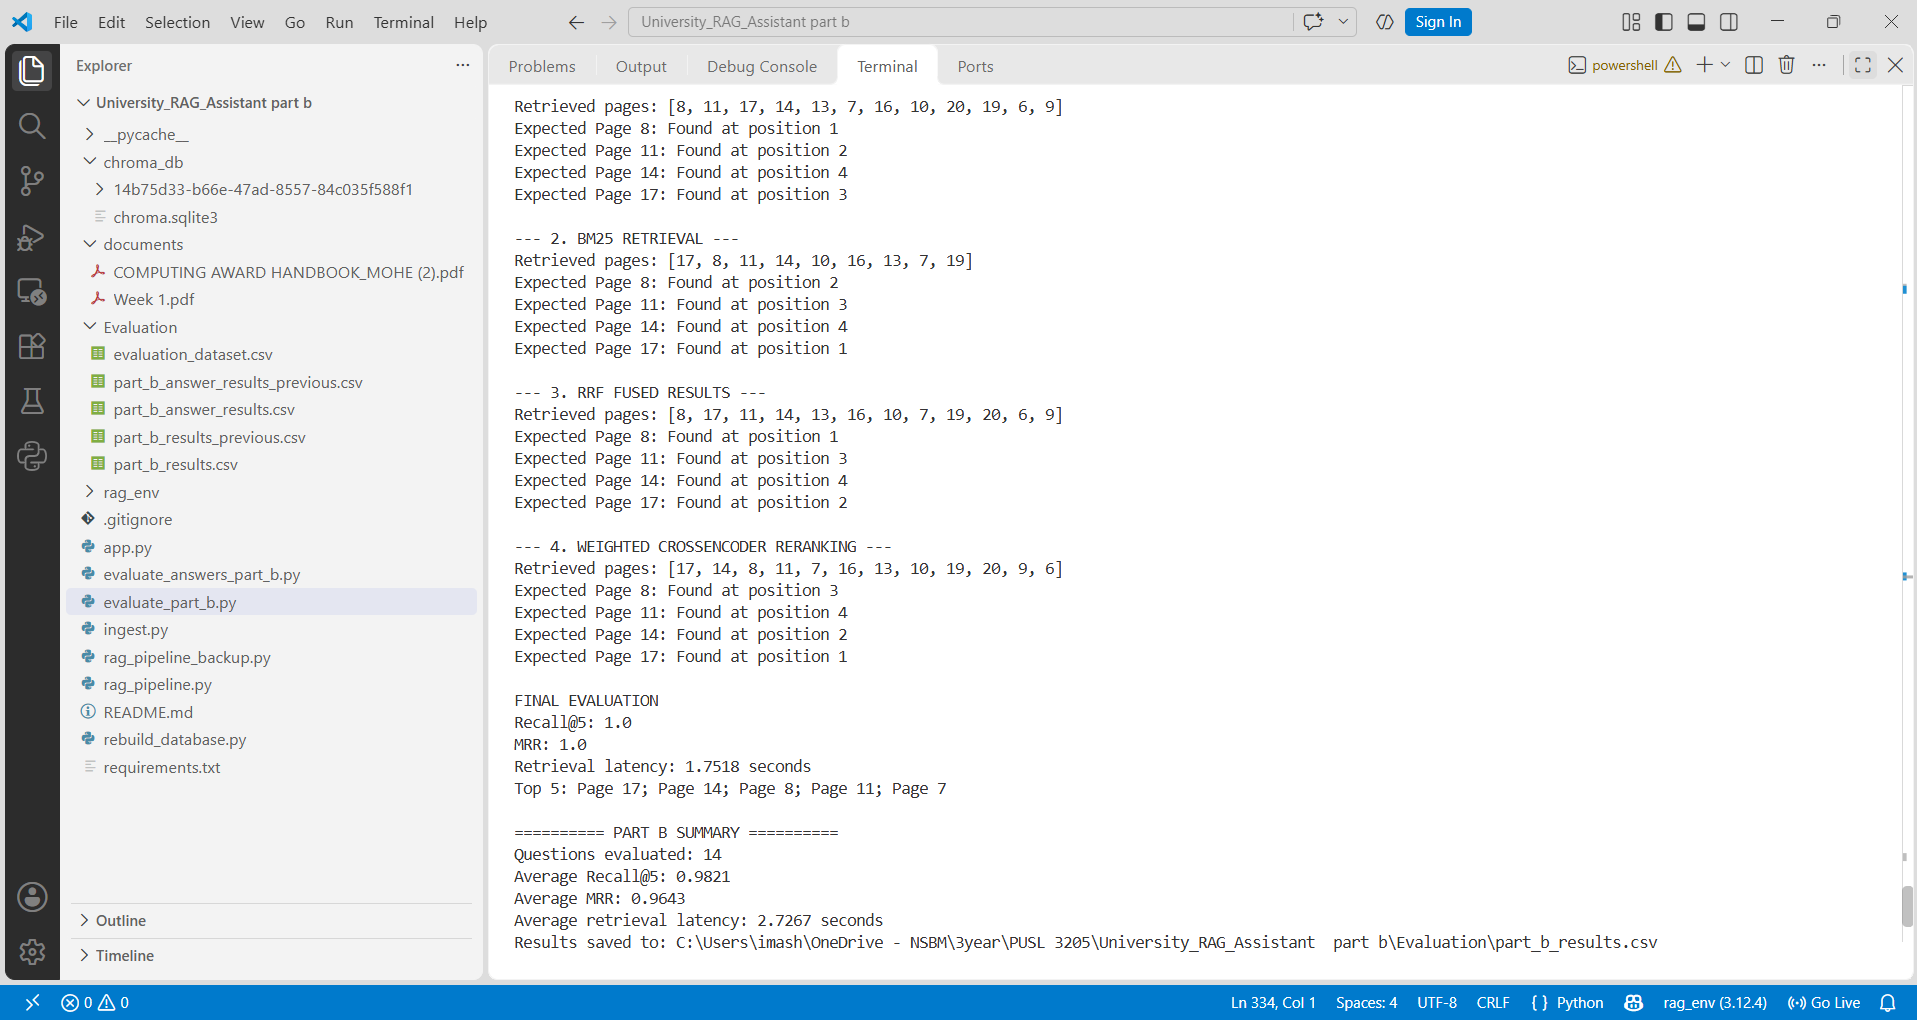 File Edit Selection View Go Run Terminal Help
University_RAG_Assistant part b
Sign In
Explorer
University_RAG_Assistant part b
__pycache__
chroma_db
14b75d33-b66e-47ad-8557-84c035f588f1
chroma.sqlite3
documents
COMPUTING AWARD HANDBOOK_MOHE (2).pdf
Week 1.pdf
Evaluation
evaluation_dataset.csv
part_b_answer_results_previous.csv
part_b_answer_results.csv
part_b_results_previous.csv
part_b_results.csv
rag_env
.gitignore
app.py
evaluate_answers_part_b.py
evaluate_part_b.py
ingest.py
rag_pipeline_backup.py
rag_pipeline.py
README.md
rebuild_database.py
requirements.txt
Outline
Timeline
Problems Output Debug Console Terminal Ports
powershell
Retrieved pages: [8, 11, 17, 14, 13, 7, 16, 10, 20, 19, 6, 9]
Expected Page 8: Found at position 1
Expected Page 11: Found at position 2
Expected Page 14: Found at position 4
Expected Page 17: Found at position 3
--- 2. BM25 RETRIEVAL ---
Retrieved pages: [17, 8, 11, 14, 10, 16, 13, 7, 19]
Expected Page 8: Found at position 2
Expected Page 11: Found at position 3
Expected Page 14: Found at position 4
Expected Page 17: Found at position 1
--- 3. RRF FUSED RESULTS ---
Retrieved pages: [8, 17, 11, 14, 13, 16, 10, 7, 19, 20, 6, 9]
Expected Page 8: Found at position 1
Expected Page 11: Found at position 3
Expected Page 14: Found at position 4
Expected Page 17: Found at position 2
--- 4. WEIGHTED CROSSENCODER RERANKING ---
Retrieved pages: [17, 14, 8, 11, 7, 16, 13, 10, 19, 20, 9, 6]
Expected Page 8: Found at position 3
Expected Page 11: Found at position 4
Expected Page 14: Found at position 2
Expected Page 17: Found at position 1
FINAL EVALUATION
Recall@5: 1.0
MRR: 1.0
Retrieval latency: 1.7518 seconds
Top 5: Page 17; Page 14; Page 8; Page 11; Page 7
========== PART B SUMMARY ==========
Questions evaluated: 14
Average Recall@5: 0.9821
Average MRR: 0.9643
Average retrieval latency: 2.7267 seconds
Results saved to: C:\Users\imash\OneDrive - NSBM\3year\PUSL 3205\University_RAG_Assistant  part b\Evaluation\part_b_results.csv
0 0
Ln 334, Col 1 Spaces: 4 UTF-8 CRLF { } Python rag_env (3.12.4) Go Live